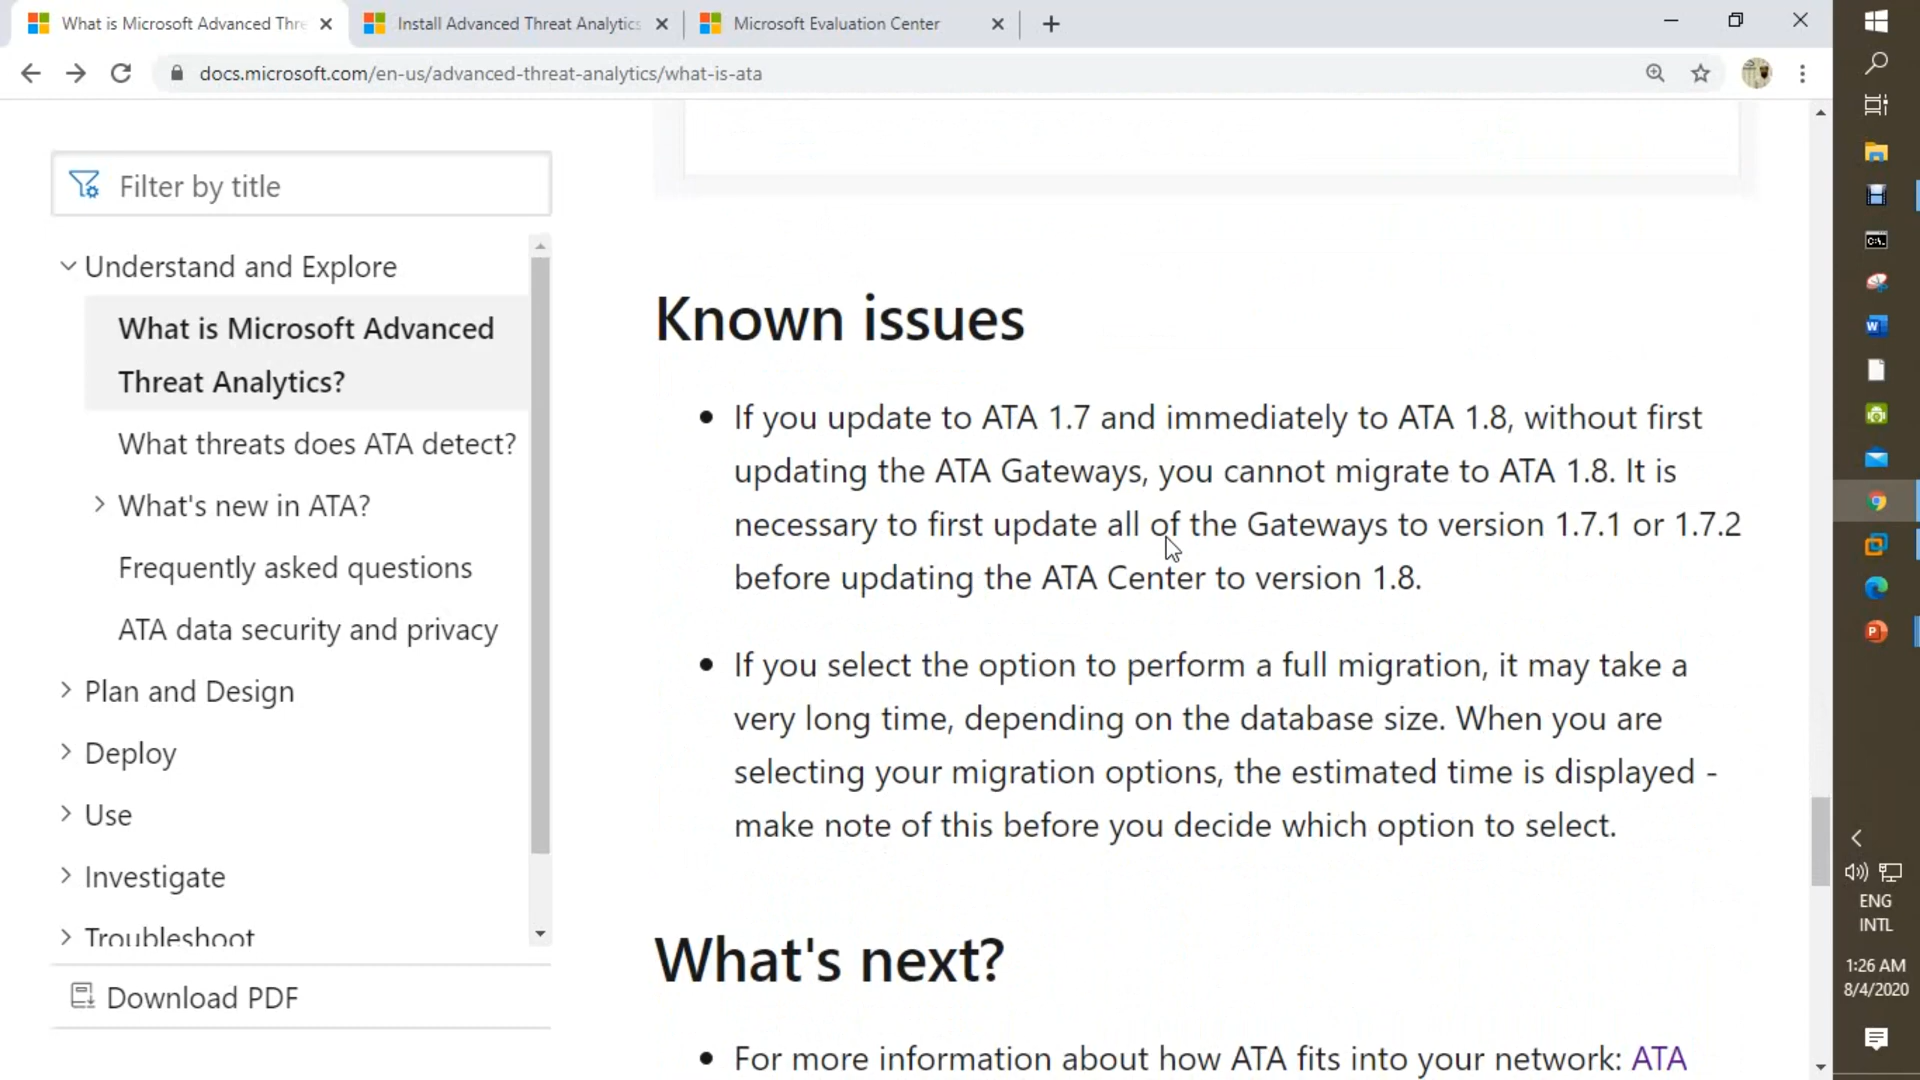 What is Microsoft Advanced Thre
Install Advanced Threat Analytics
Microsoft Evaluation Center
docs.microsoft.com/en-us/advanced-threat-analytics/what-is-ata
Filter by title
Understand and Explore
What is Microsoft Advanced
Threat Analytics?
What threats does ATA detect?
What's new in ATA?
Frequently asked questions
ATA data security and privacy
Plan and Design
Deploy
Use
Investigate
Troubleshoot
Download PDF
Known issues
If you update to ATA 1.7 and immediately to ATA 1.8, without first
updating the ATA Gateways, you cannot migrate to ATA 1.8. It is
necessary to first update all of the Gateways to version 1.7.1 or 1.7.2
before updating the ATA Center to version 1.8.
If you select the option to perform a full migration, it may take a
very long time, depending on the database size. When you are
selecting your migration options, the estimated time is displayed -
make note of this before you decide which option to select.
What's next?
For more information about how ATA fits into your network: ATA
ENG
INTL
1:26 AM
8/4/2020